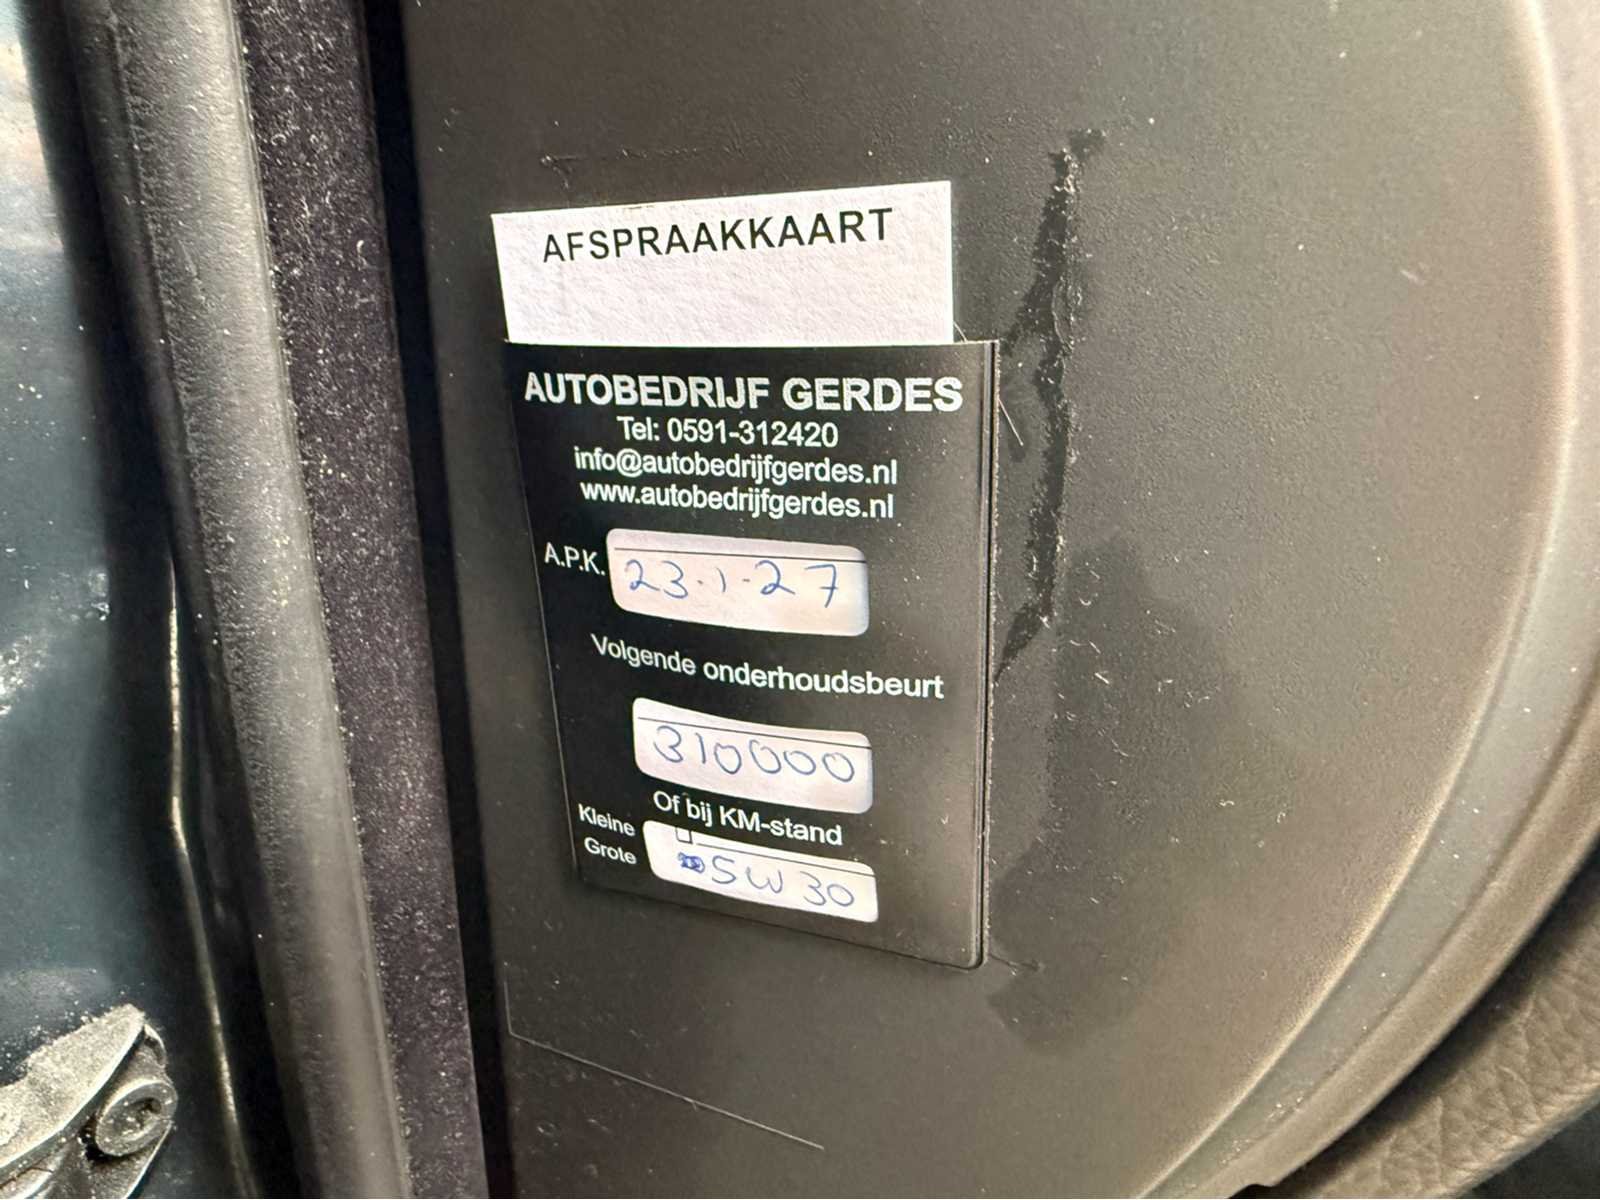 AFSPRAAKKAART
AUTOBEDRIJF GERDES
Tel: 0591-312420
info@autobedrijfgerdes.nl
www.autobedrijfgerdes.nl
A.P.K. 23-1-27
Volgende onderhoudsbeurt
310000
Of bij KM-stand
Kleine
Grote 5W30